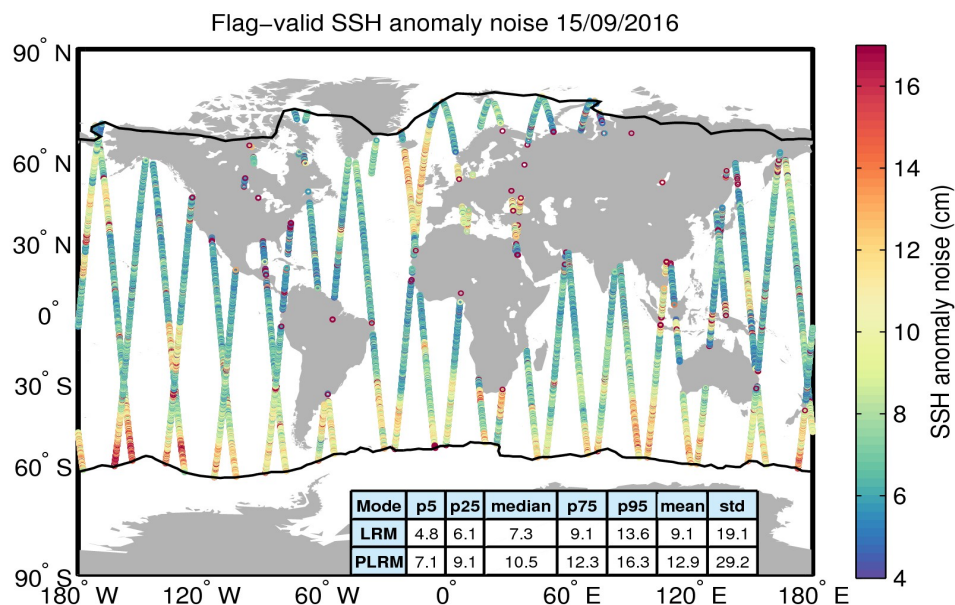 Flag−valid SSH anomaly noise 15/09/2016
90° N
60° N
30° N
0°
30° S
60° S
90° S
180° W
120° W
60° W
0°
60° E
120° E
180° E
16
14
12
10
8
6
4
SSH anomaly noise (cm)
Mode p5 p25 median p75 p95 mean std
LRM 4.8 6.1 7.3 9.1 13.6 9.1 19.1
PLRM 7.1 9.1 10.5 12.3 16.3 12.9 29.2